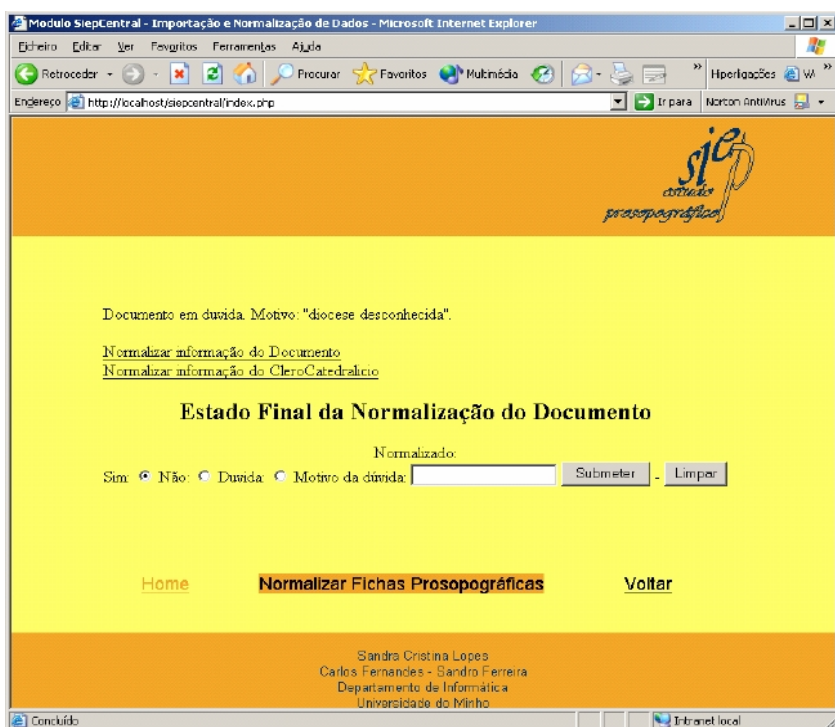 Modulo SiepCentral - Importação e Normalização de Dados - Microsoft Internet Explorer
Ficheiro Editar Ver Favoritos Ferramentas Ajuda
Retroceder Procurar Favoritos Multimédia » Hiperligações W »
Endereço http://localhost/siepcentral/index.php Ir para Norton AntiVirus
siep
estudo
prosopográfico
Documento em duvida. Motivo: "diocese desconhecida".
Normalizar informação do Documento
Normalizar informação do CleroCatedralicio
Estado Final da Normalização do Documento
Normalizado:
Sim: Não: Duvida: Motivo da dúvida: Submeter - Limpar
Home Normalizar Fichas Prosopográficas Voltar
Sandra Cristina Lopes
Carlos Fernandes - Sandro Ferreira
Departamento de Informática
Universidade do Minho
Concluído Intranet local